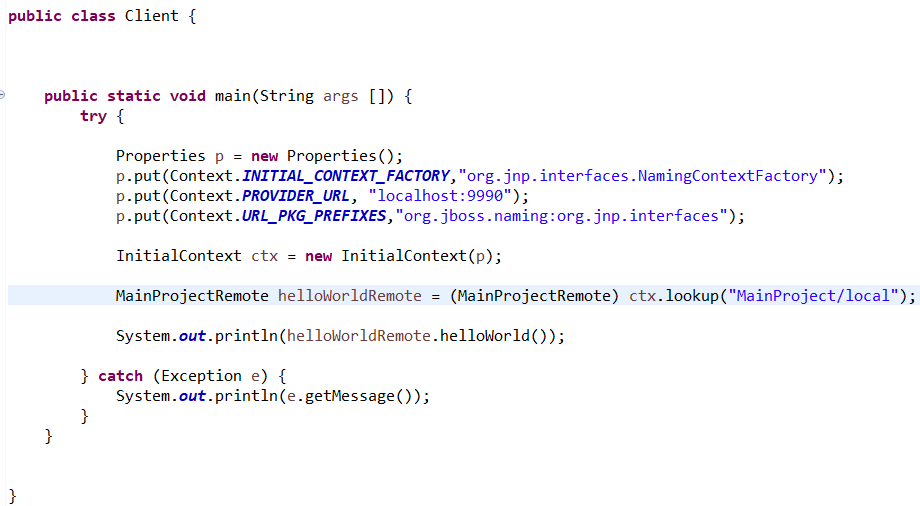 public class Client {
public static void main(String args []) {
try {
Properties p = new Properties();
p.put(Context.INITIAL_CONTEXT_FACTORY,"org.jnp.interfaces.NamingContextFactory");
p.put(Context.PROVIDER_URL, "localhost:9990");
p.put(Context.URL_PKG_PREFIXES,"org.jboss.naming:org.jnp.interfaces");
InitialContext ctx = new InitialContext(p);
MainProjectRemote helloWorldRemote = (MainProjectRemote) ctx.lookup("MainProject/local");
System.out.println(helloWorldRemote.helloWorld());
} catch (Exception e) {
System.out.println(e.getMessage());
}
}
}